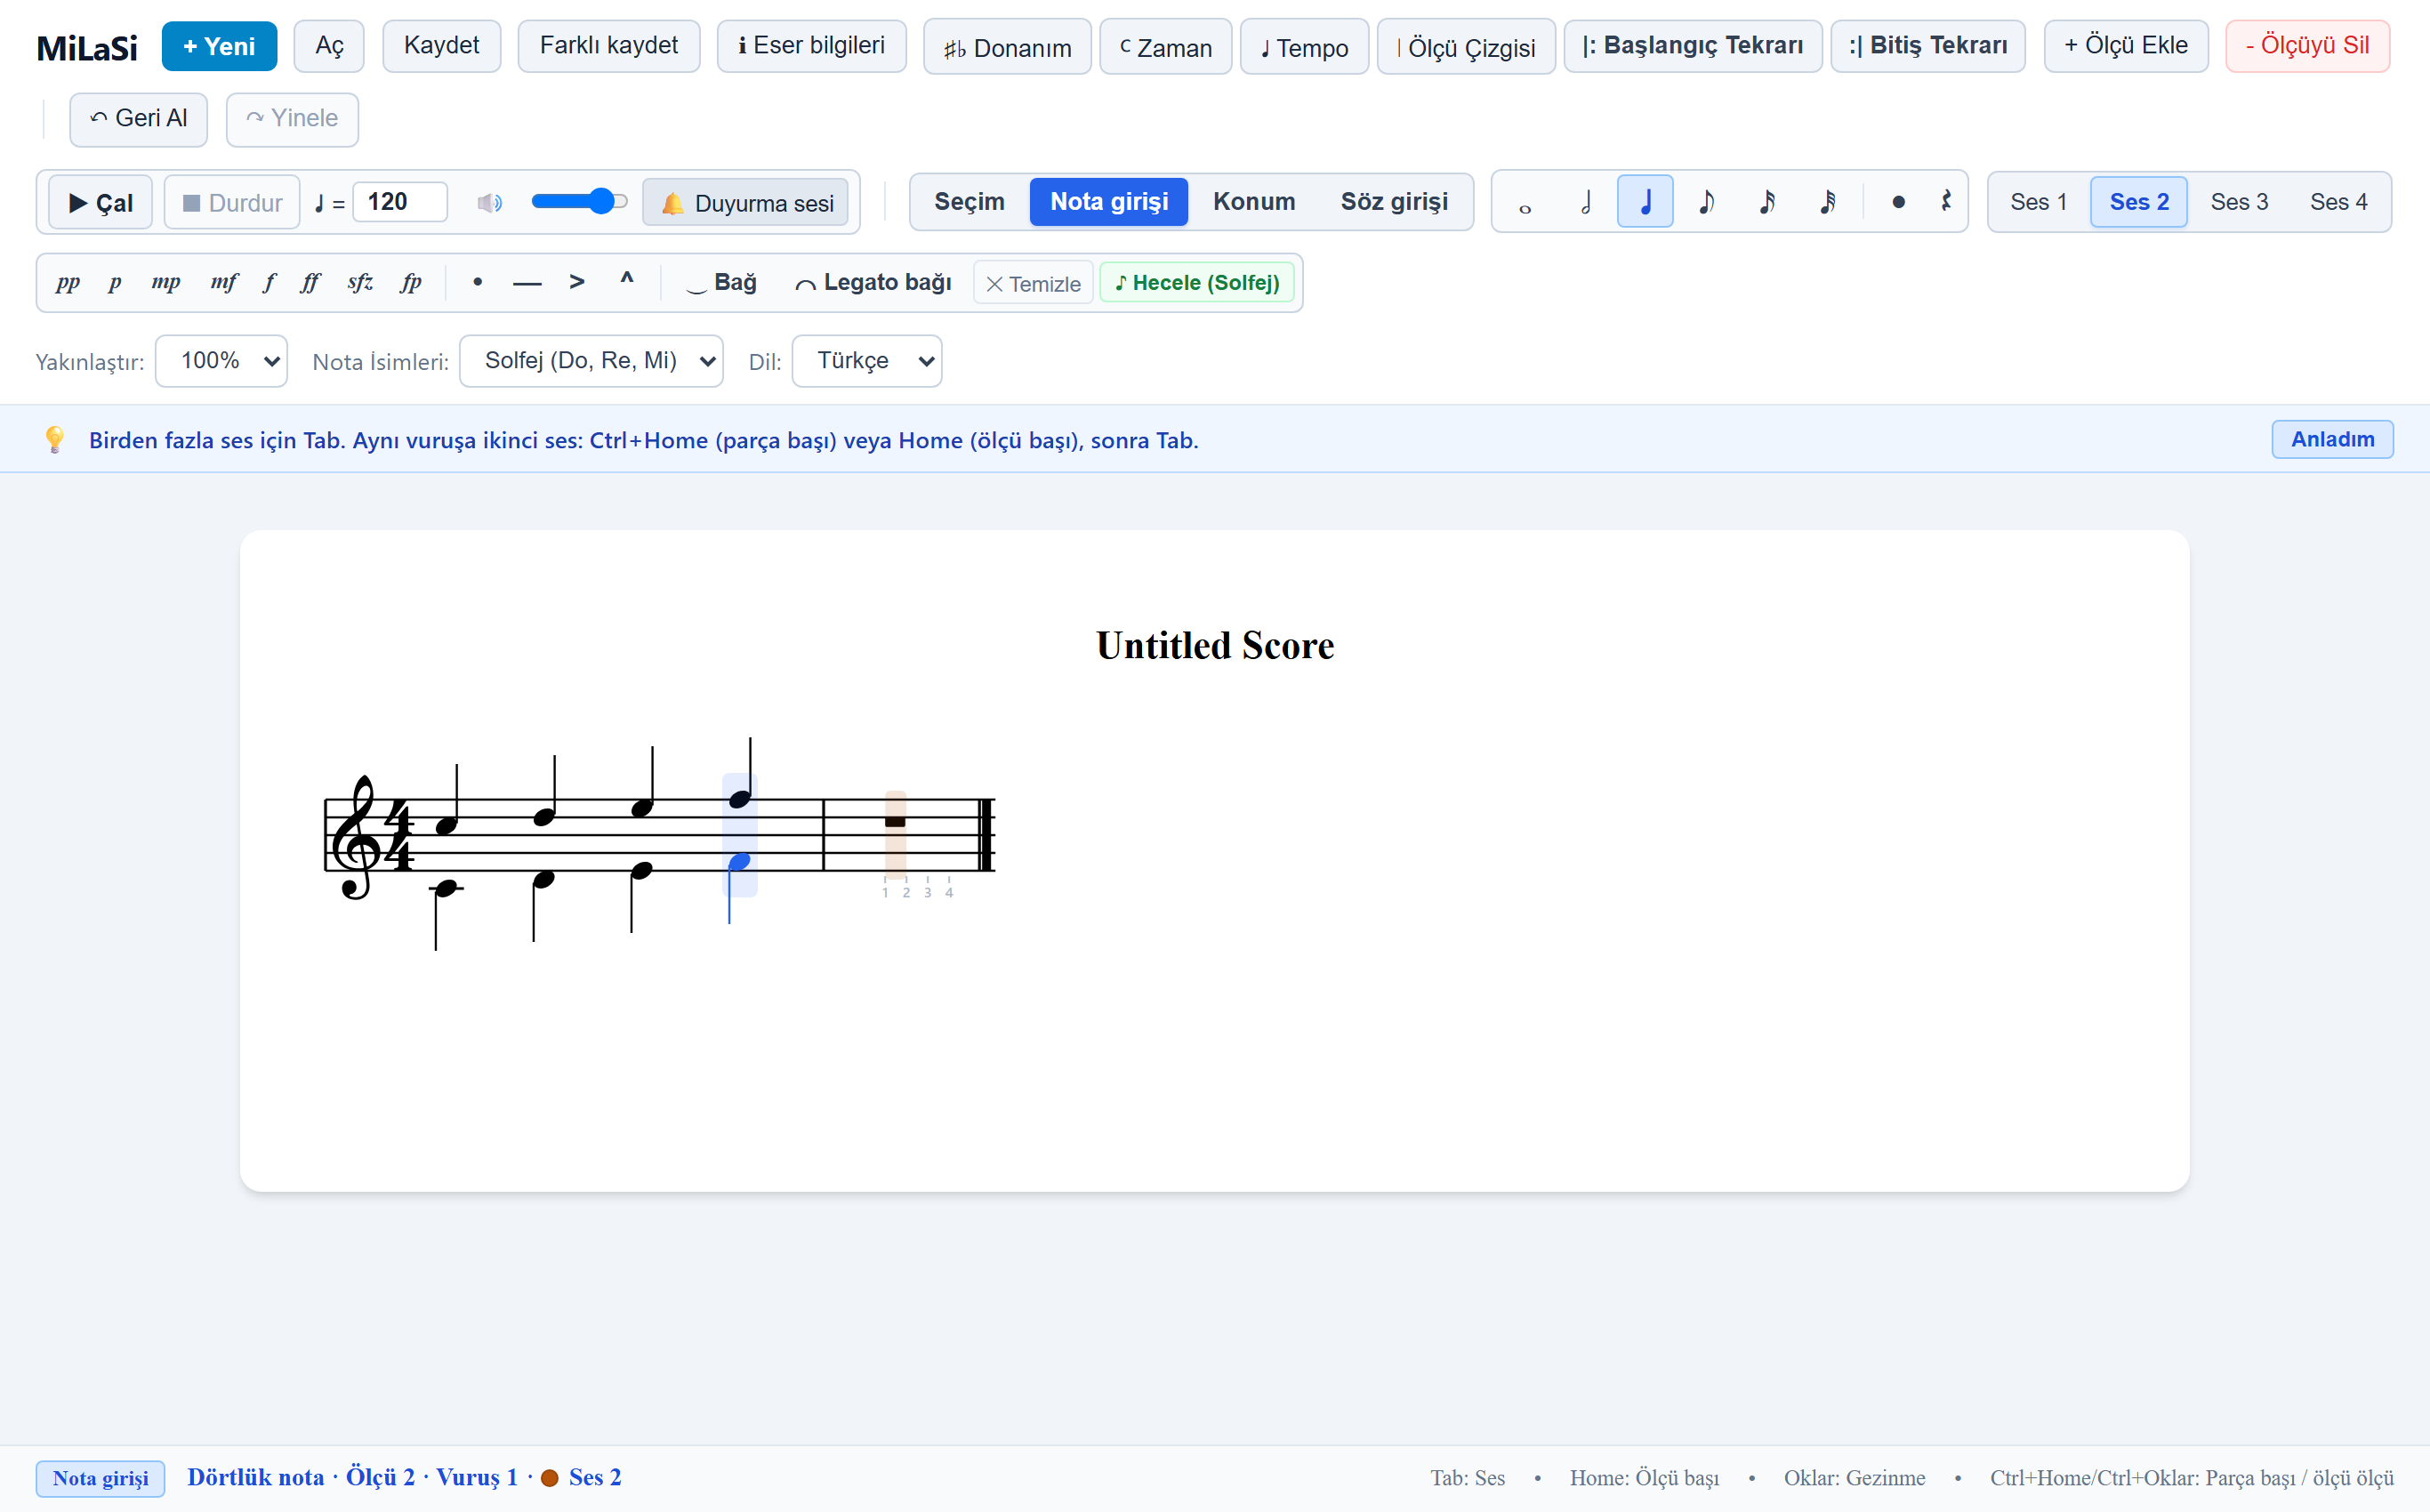 MiLaSi + Yeni Aç Kaydet Farklı kaydet ℹ Eser bilgileri ♯♭ Donanım C Zaman ♩ Tempo | Ölçü Çizgisi |: Başlangıç Tekrarı :| Bitiş Tekrarı + Ölçü Ekle - Ölçüyü Sil
↶ Geri Al ↷ Yinele
▶ Çal ■ Durdur ♩ = 120 🔊 🔔 Duyurma sesi Seçim Nota girişi Konum Söz girişi Ses 1 Ses 2 Ses 3 Ses 4
pp p mp mf f ff sfz fp • — > ^ ‿ Bağ ⌒ Legato bağı ✕ Temizle ♪ Hecele (Solfej)
Yakınlaştır: 100% Nota İsimleri: Solfej (Do, Re, Mi) Dil: Türkçe
💡 Birden fazla ses için Tab. Aynı vuruşa ikinci ses: Ctrl+Home (parça başı) veya Home (ölçü başı), sonra Tab. Anladım
Untitled Score
4
4
1 2 3 4
Nota girişi Dörtlük nota · Ölçü 2 · Vuruş 1 · Ses 2 Tab: Ses • Home: Ölçü başı • Oklar: Gezinme • Ctrl+Home/Ctrl+Oklar: Parça başı / ölçü ölçü